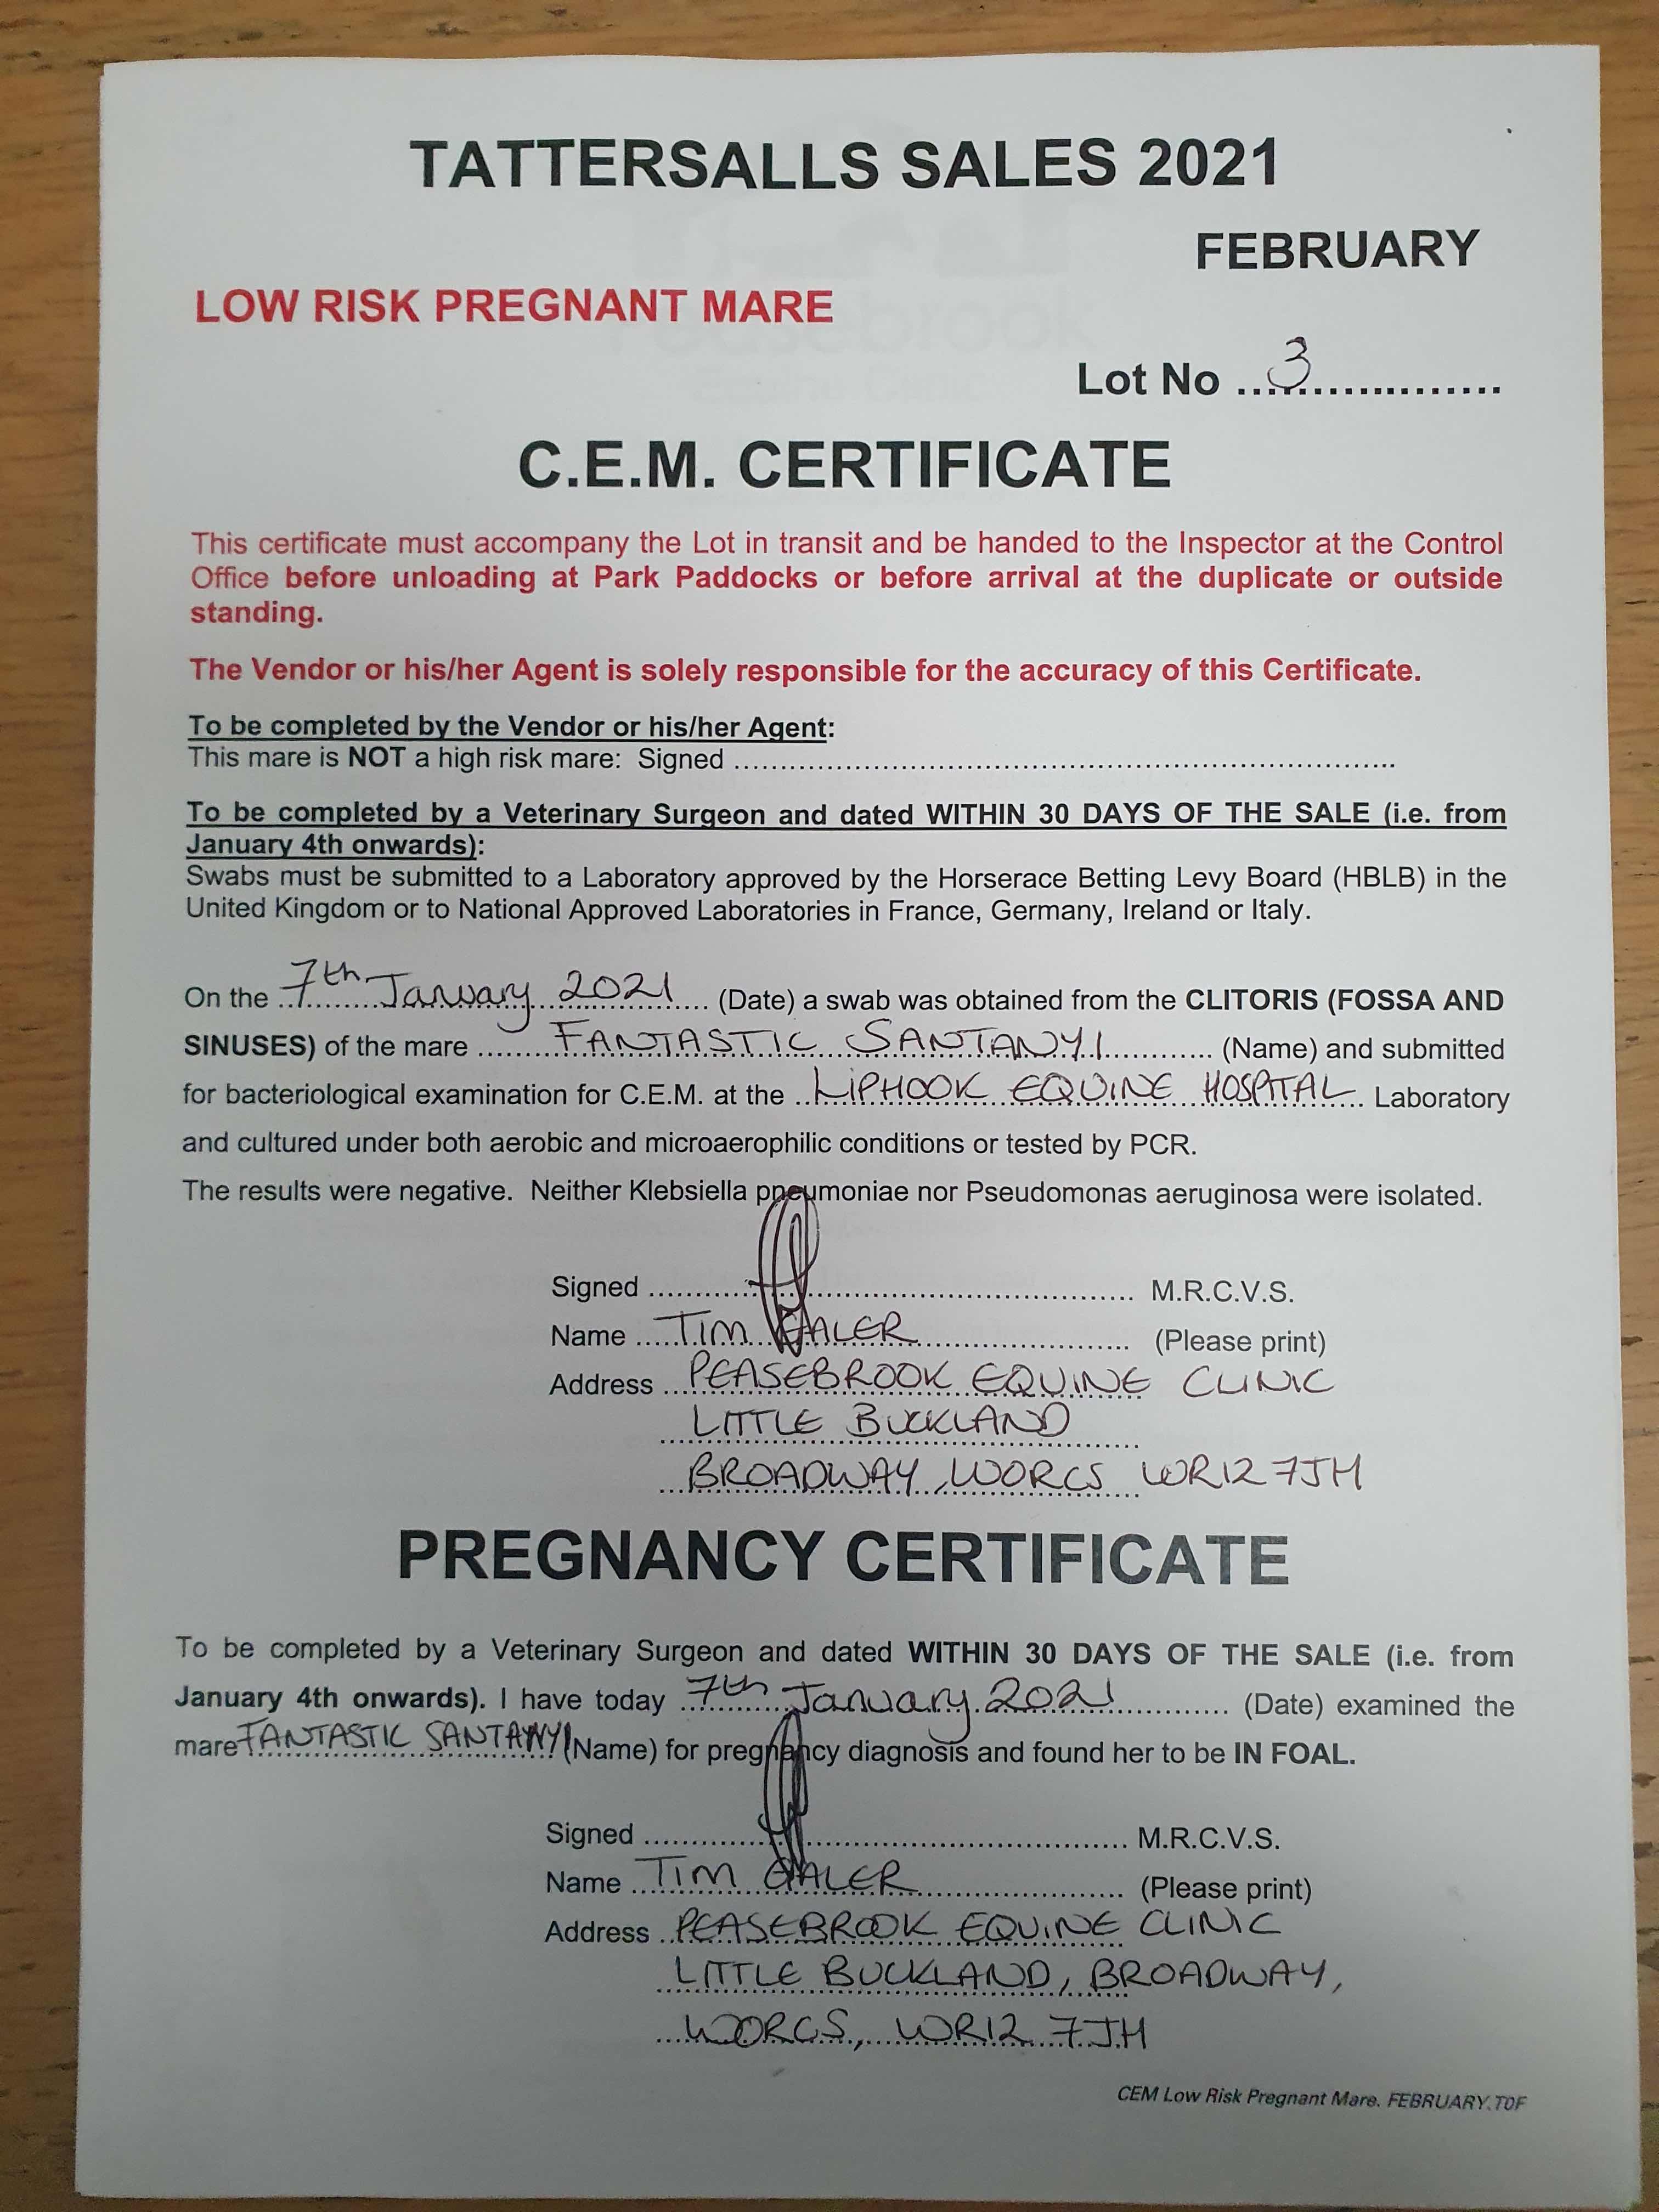 TATTERSALLS SALES 2021
FEBRUARY
LOW RISK PREGNANT MARE
Lot No ...3...
C.E.M. CERTIFICATE
This certificate must accompany the Lot in transit and be handed to the Inspector at the Control
Office before unloading at Park Paddocks or before arrival at the duplicate or outside
standing.
The Vendor or his/her Agent is solely responsible for the accuracy of this Certificate.
To be completed by the Vendor or his/her Agent:
This mare is NOT a high risk mare: Signed ..........
To be completed by a Veterinary Surgeon and dated WITHIN 30 DAYS OF THE SALE (i.e. from
January 4th onwards):
Swabs must be submitted to a Laboratory approved by the Horserace Betting Levy Board (HBLB) in the
United Kingdom or to National Approved Laboratories in France, Germany, Ireland or Italy.
On the 7th January 2021 (Date) a swab was obtained from the CLITORIS (FOSSA AND
SINUSES) of the mare FANTASTIC SANTANYI (Name) and submitted
for bacteriological examination for C.E.M. at the LIPHOOK EQUINE HOSPITAL Laboratory
and cultured under both aerobic and microaerophilic conditions or tested by PCR.
The results were negative. Neither Klebsiella pneumoniae nor Pseudomonas aeruginosa were isolated.
Signed .......... M.R.C.V.S.
Name TIM GALER (Please print)
Address PEASEBROOK EQUINE CLINIC
LITTLE BUCKLAND
BROADWAY, WORCS WR12 7JH
PREGNANCY CERTIFICATE
To be completed by a Veterinary Surgeon and dated WITHIN 30 DAYS OF THE SALE (i.e. from
January 4th onwards). I have today 7th January 2021 (Date) examined the
mare FANTASTIC SANTANYI (Name) for pregnancy diagnosis and found her to be IN FOAL.
Signed .......... M.R.C.V.S.
Name TIM GALER (Please print)
Address PEASEBROOK EQUINE CLINIC
LITTLE BUCKLAND, BROADWAY,
WORCS, WR12 7JH
CEM Low Risk Pregnant Mare. FEBRUARY.TOF